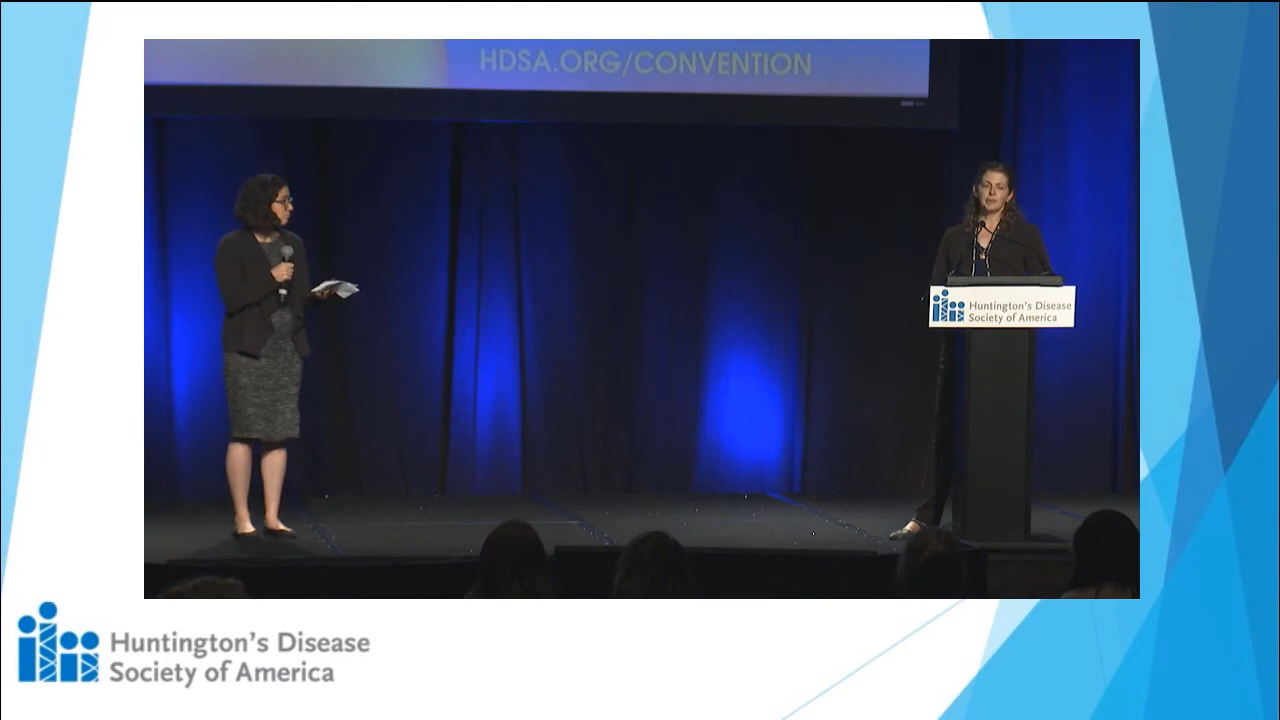 HDSA.ORG/CONVENTION
Huntington's Disease
Society of America
Huntington's Disease
Society of America